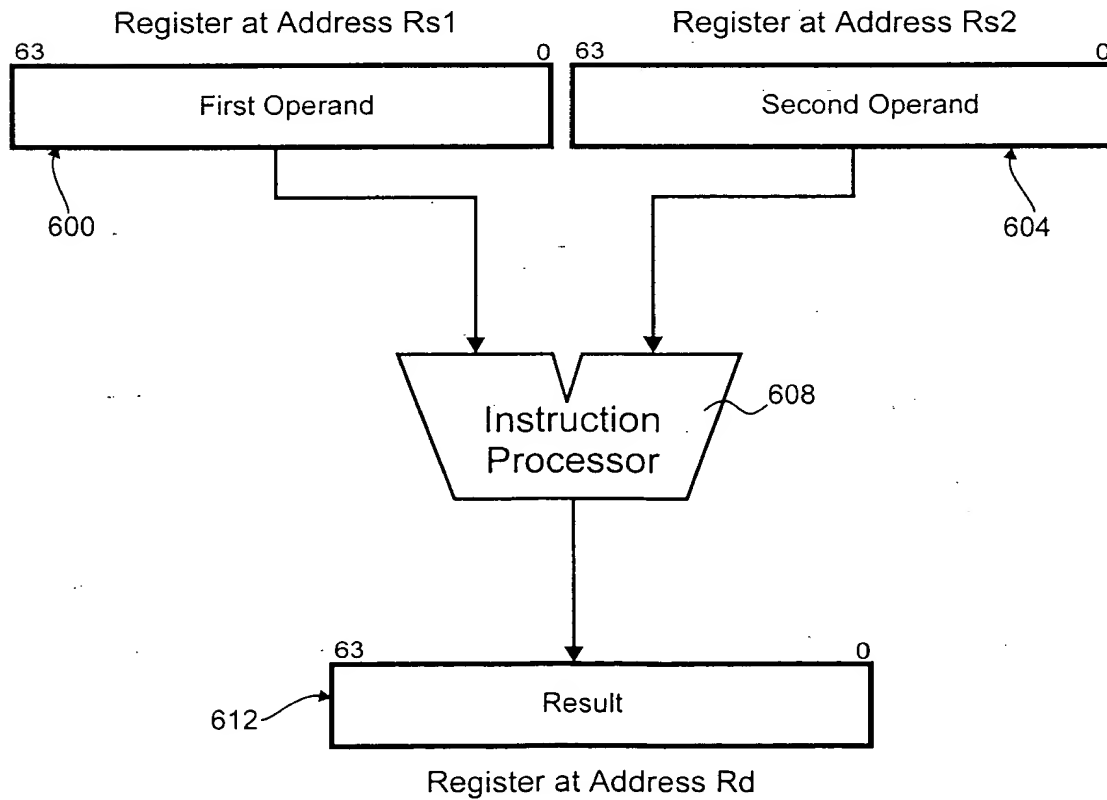 Register at Address Rs1
Register at Address Rs2
63
0
63
0
First Operand
Second Operand
600
604
608
Instruction
Processor
63
0
Result
612
Register at Address Rd